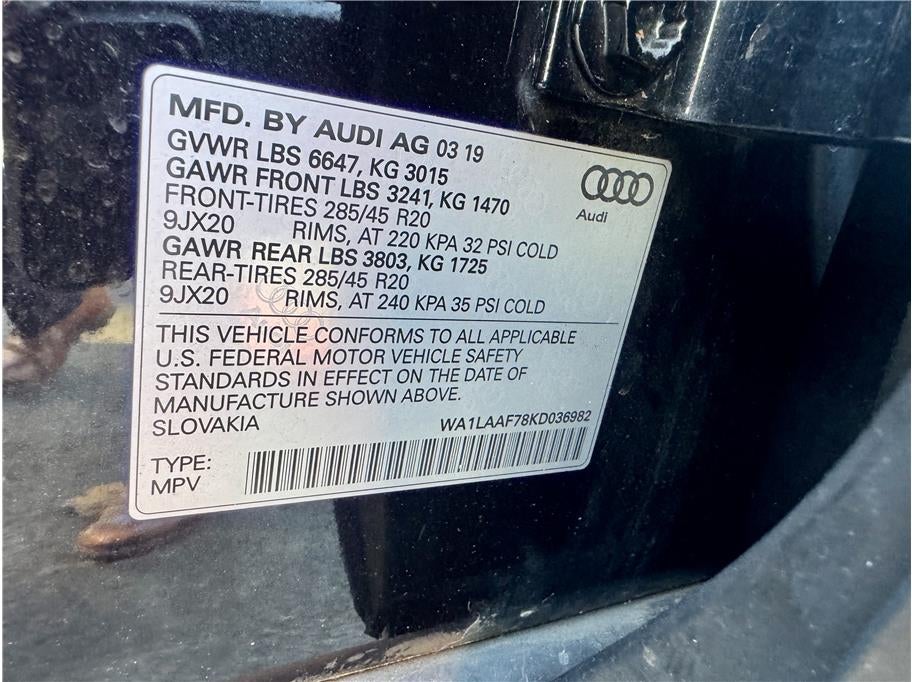 MFD. BY AUDI AG 03 19
GVWR LBS 6647, KG 3015
GAWR FRONT LBS 3241, KG 1470
FRONT-TIRES 285/45 R20
9JX20 RIMS, AT 220 KPA 32 PSI COLD
GAWR REAR LBS 3803, KG 1725
REAR-TIRES 285/45 R20
9JX20 RIMS, AT 240 KPA 35 PSI COLD
Audi
THIS VEHICLE CONFORMS TO ALL APPLICABLE
U.S. FEDERAL MOTOR VEHICLE SAFETY
STANDARDS IN EFFECT ON THE DATE OF
MANUFACTURE SHOWN ABOVE.
SLOVAKIA
WA1LAAF78KD036982
TYPE:
MPV